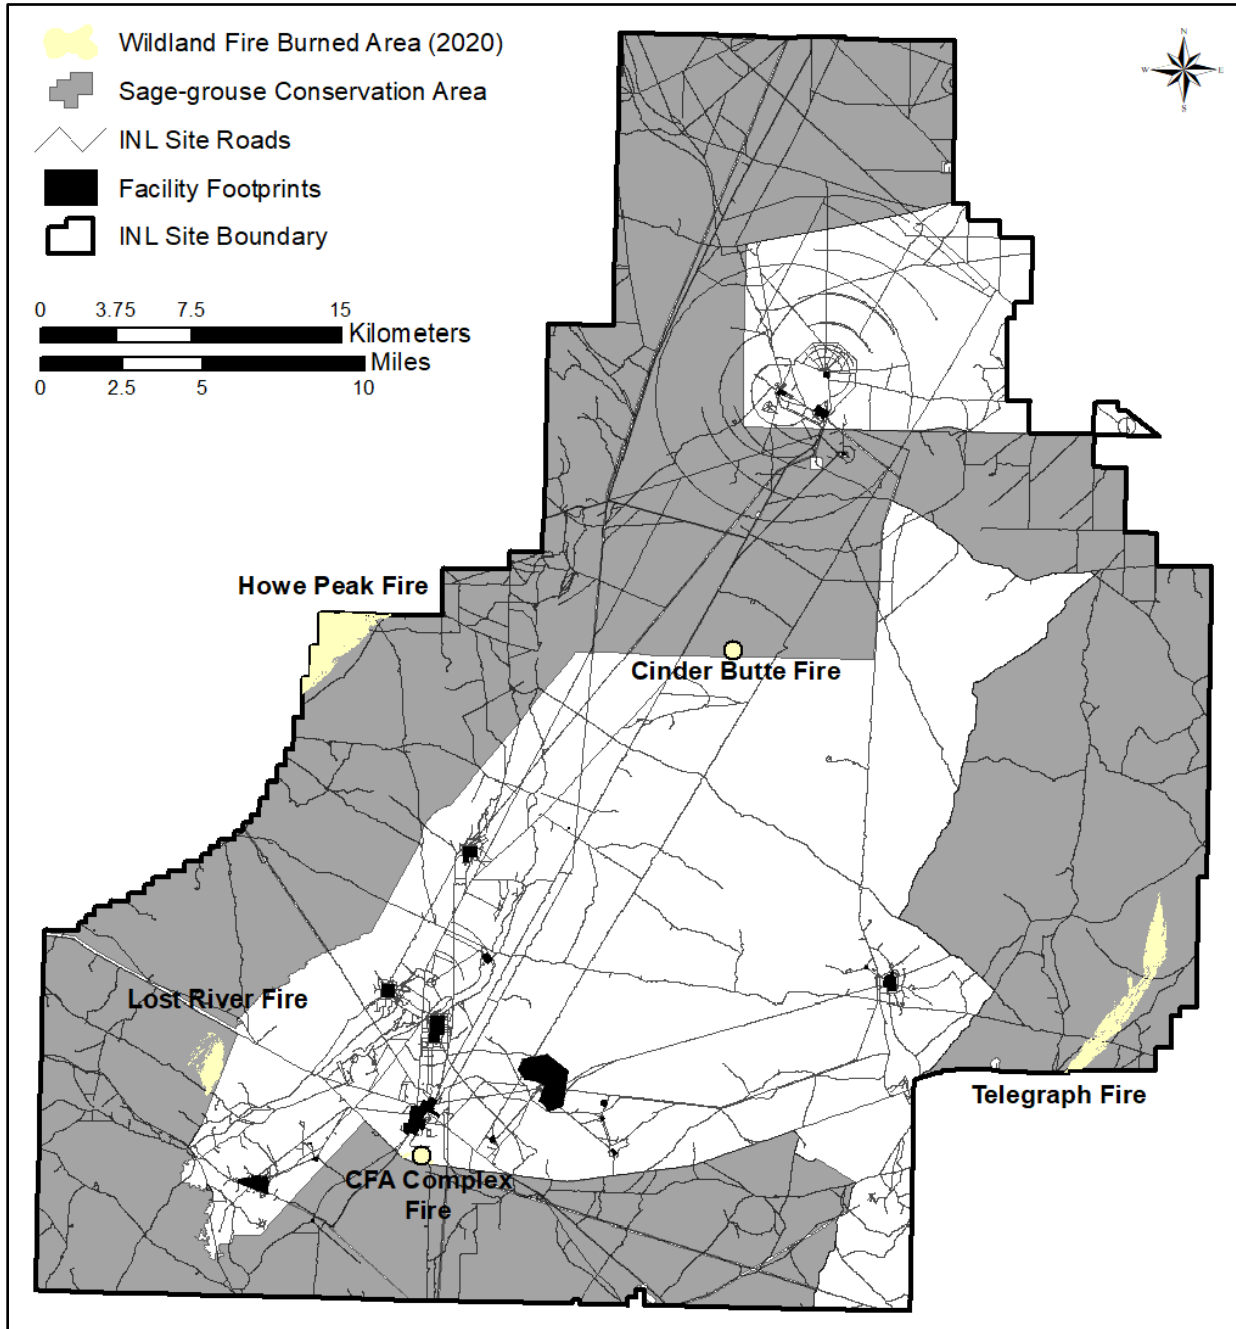 Wildland Fire Burned Area (2020)
Sage-grouse Conservation Area
INL Site Roads
Facility Footprints
INL Site Boundary
N
W E
S
0 3.75 7.5 15
Kilometers
Miles
0 2.5 5 10
Howe Peak Fire
Cinder Butte Fire
Lost River Fire
Telegraph Fire
CFA Complex
Fire